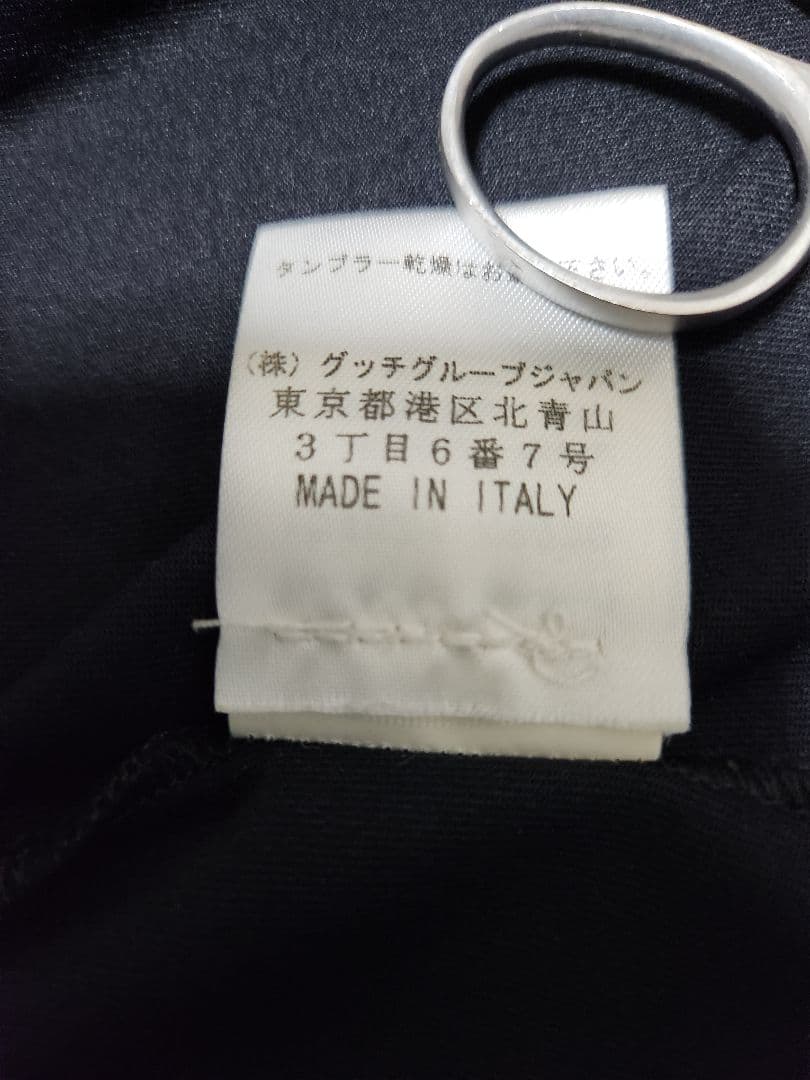 タンブラー乾燥はお さい。
(株) グッチグループジャパン
東京都港区北青山
3丁目6番7号
MADE IN ITALY